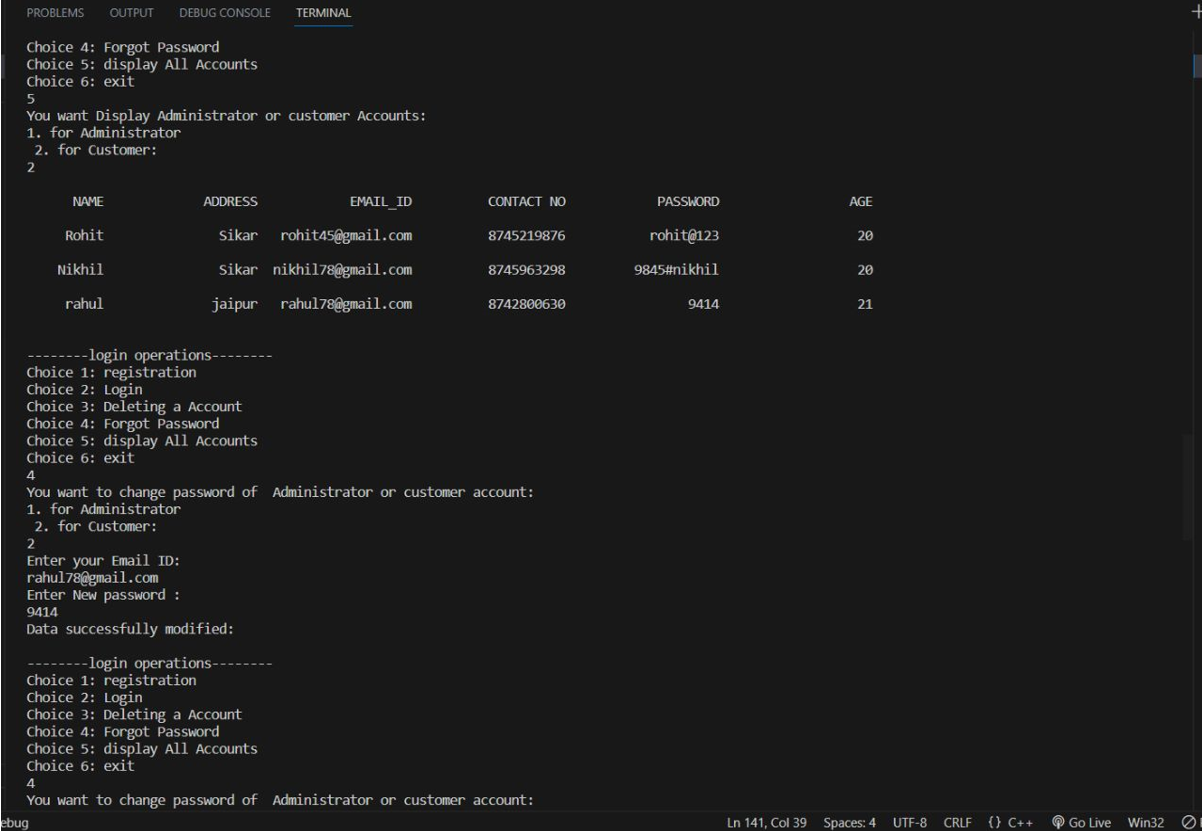 PROBLEMS OUTPUT DEBUG CONSOLE TERMINAL
Choice 4: Forgot Password
Choice 5: display All Accounts
Choice 6: exit
5
You want Display Administrator or customer Accounts:
1. for Administrator
2. for Customer:
2
NAME ADDRESS EMAIL_ID CONTACT NO PASSWORD AGE
Rohit Sikar rohit45@gmail.com 8745219876 rohit@123 20
Nikhil Sikar nikhil78@gmail.com 8745963298 9845#nikhil 20
rahul jaipur rahul78@gmail.com 8742800630 9414 21
--------login operations--------
Choice 1: registration
Choice 2: Login
Choice 3: Deleting a Account
Choice 4: Forgot Password
Choice 5: display All Accounts
Choice 6: exit
4
You want to change password of  Administrator or customer account:
1. for Administrator
2. for Customer:
2
Enter your Email ID:
rahul78@gmail.com
Enter New password :
9414
Data successfully modified:
--------login operations--------
Choice 1: registration
Choice 2: Login
Choice 3: Deleting a Account
Choice 4: Forgot Password
Choice 5: display All Accounts
Choice 6: exit
4
You want to change password of  Administrator or customer account:
ebug Ln 141, Col 39 Spaces: 4 UTF-8 CRLF {} C++ Go Live Win32